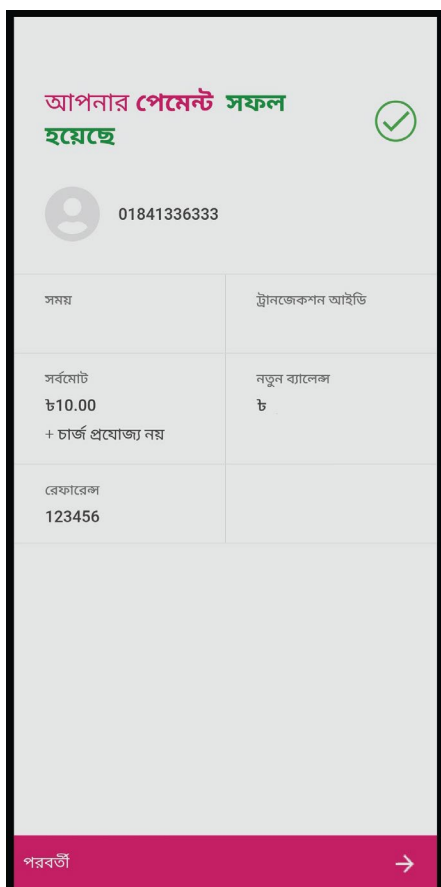 আপনার পেমেন্ট সফল
হয়েছে
01841336333
সময়
ট্রানজেকশন আইডি
সর্বমোট
৳10.00
+ চার্জ প্রযোজ্য নয়
নতুন ব্যালেন্স
৳
রেফারেন্স
123456
পরবর্তী